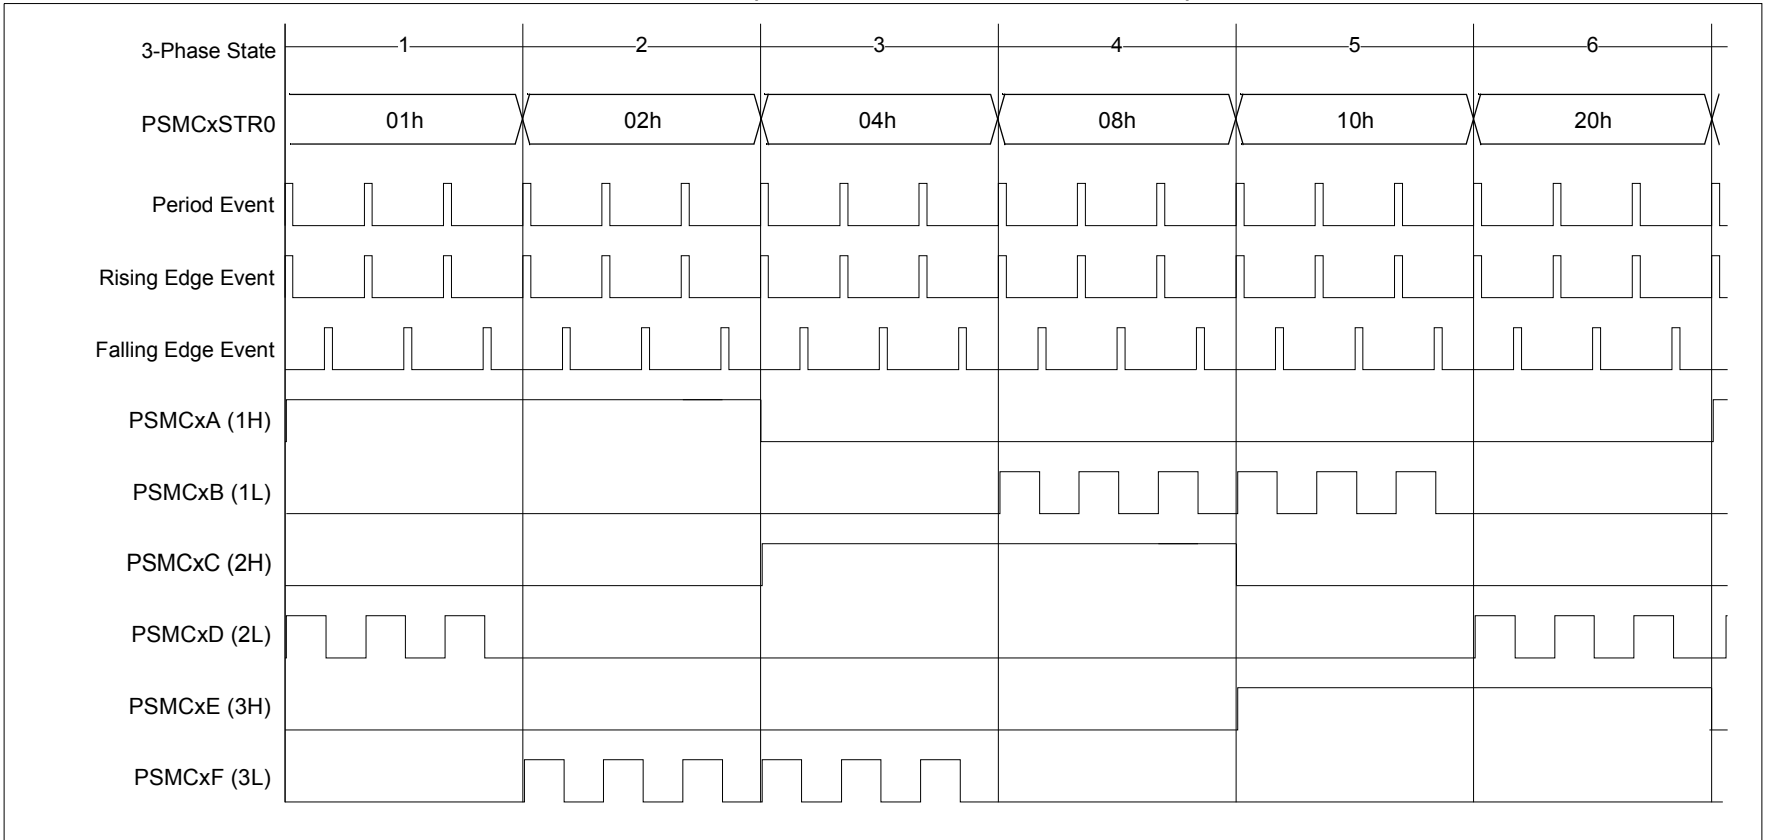 3-Phase State 1 2 3 4 5 6
PSMCxSTR0 01h 02h 04h 08h 10h 20h
Period Event
Rising Edge Event
Falling Edge Event
PSMCxA (1H)
PSMCxB (1L)
PSMCxC (2H)
PSMCxD (2L)
PSMCxE (3H)
PSMCxF (3L)